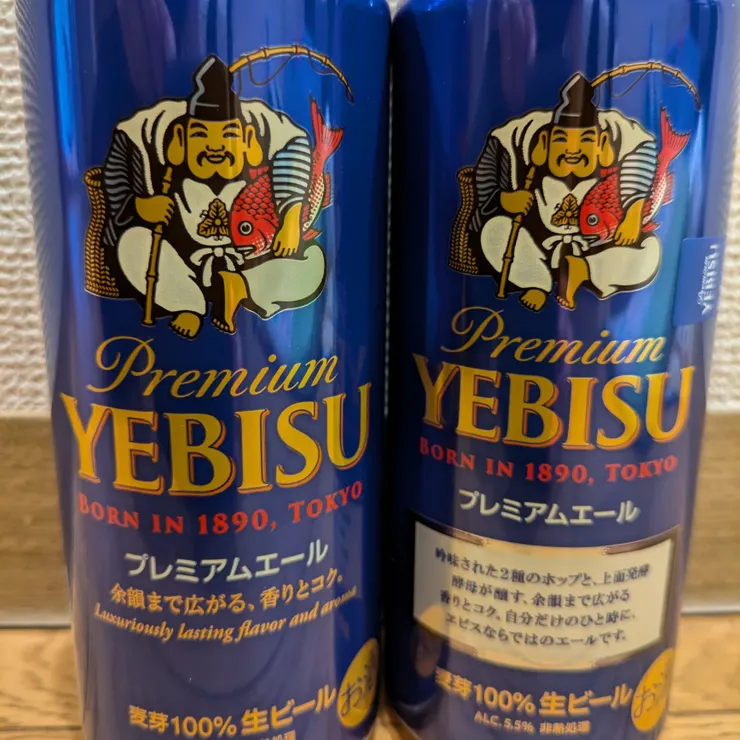 Premium
YEBISU
BORN IN 1890, TOKYO
プレミアムエール
余韻まで広がる、香りとコク。
Luxuriously lasting flavor and aroma
麦芽100% 生ビール
お酒
Premium
YEBISU
BORN IN 1890, TOKYO
プレミアムエール
吟味された2種のホップと、上面発酵
酵母が醸す、余韻まで広がる
香りとコク。自分だけのひと時に、
ヱビスならではのエールです。
麦芽100% 生ビール
ALC. 5.5% 非熱処理
お酒
YEBISU